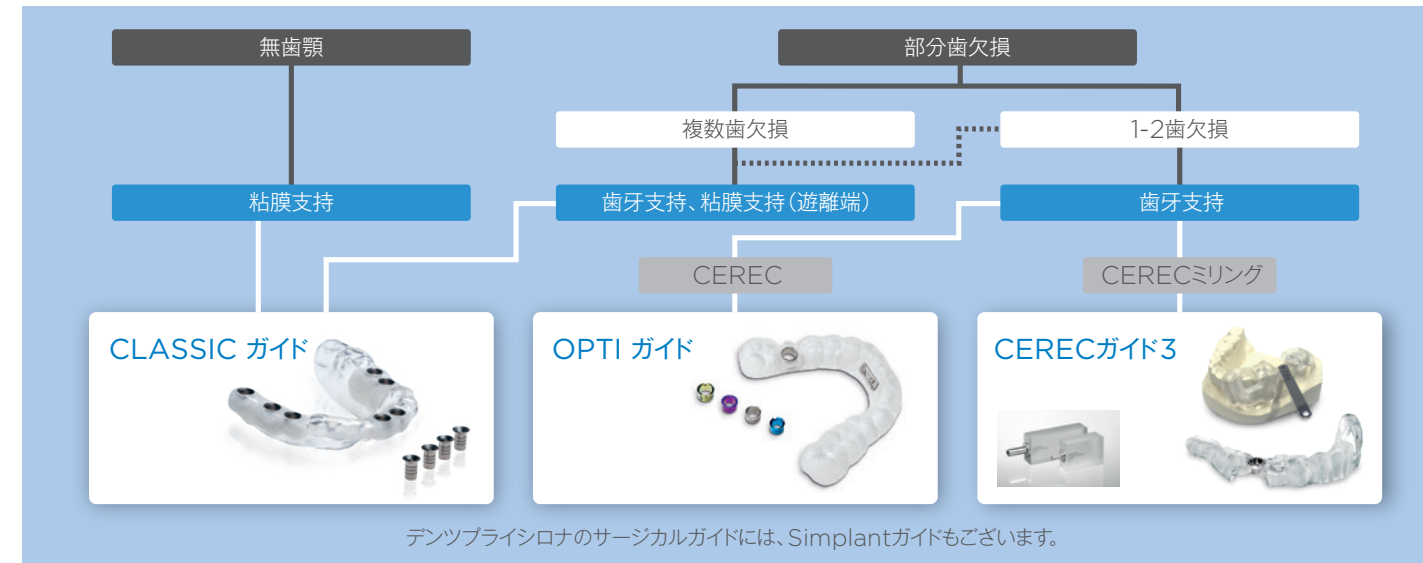 無歯顎
部分歯欠損
複数歯欠損
1-2歯欠損
粘膜支持
歯牙支持、粘膜支持（遊離端）
歯牙支持
CEREC
CERECミリング
CLASSIC ガイド
OPTI ガイド
CERECガイド3
デンツプライシロナのサージカルガイドには、Simplantガイドもございます。